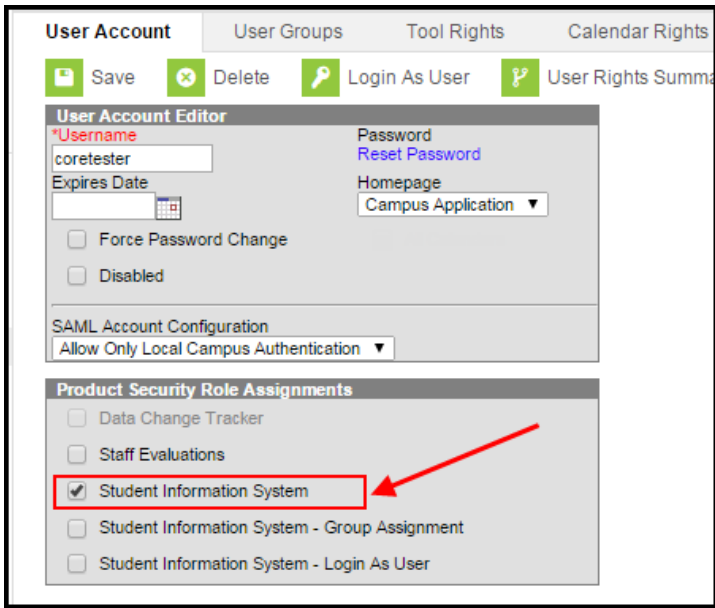 User Account User Groups Tool Rights Calendar Rights
Save Delete Login As User User Rights Summa
User Account Editor
*Username Password
coretester Reset Password
Expires Date Homepage
Campus Application
Force Password Change
Disabled
SAML Account Configuration
Allow Only Local Campus Authentication
Product Security Role Assignments
Data Change Tracker
Staff Evaluations
Student Information System
Student Information System - Group Assignment
Student Information System - Login As User